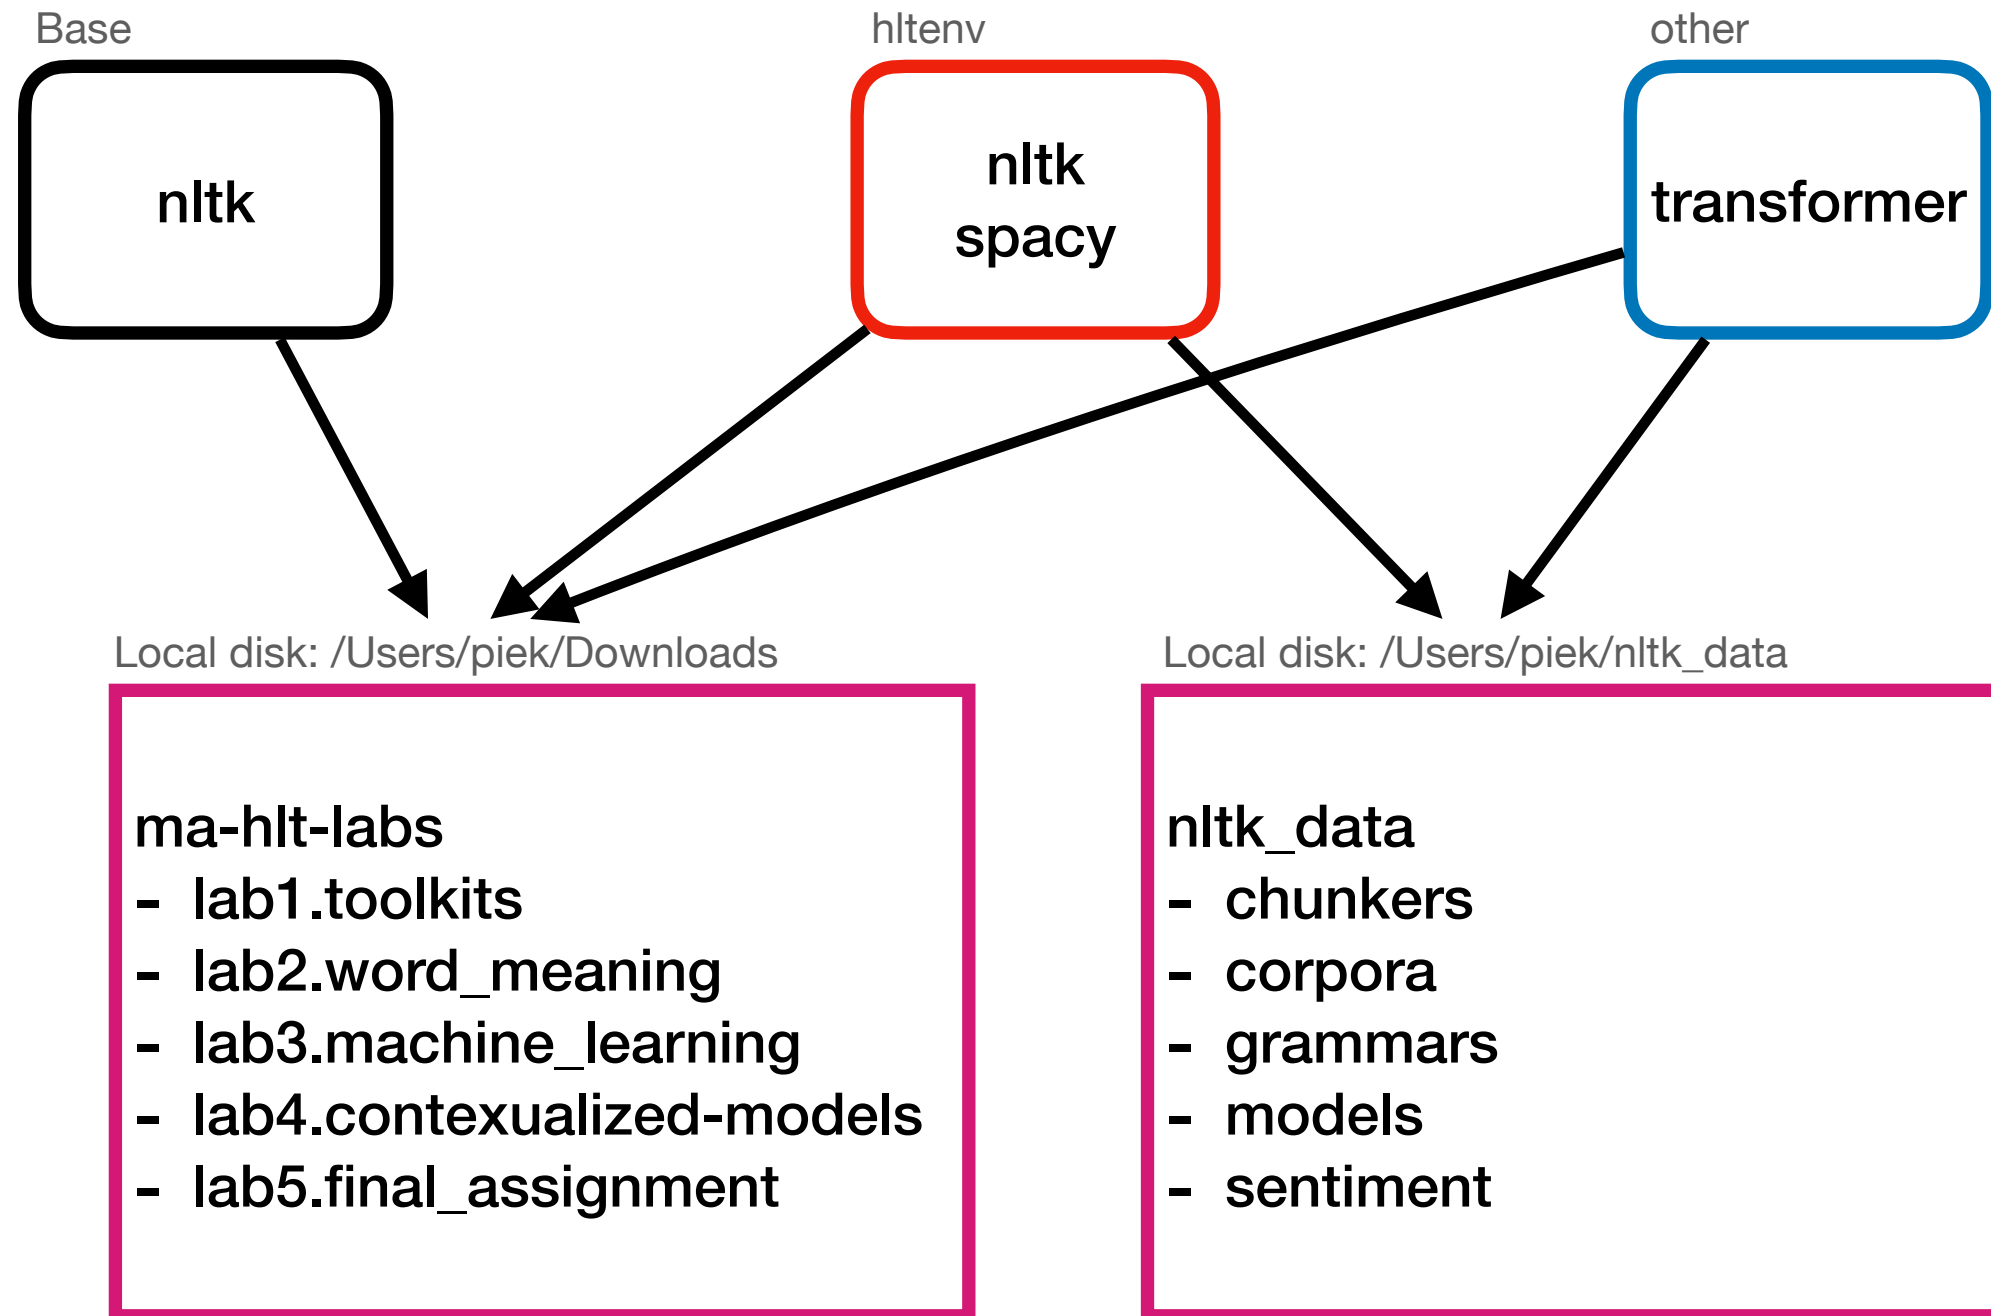 Base
nltk
hltenv
nltk
spacy
other
transformer
Local disk: /Users/piek/Downloads
ma-hlt-labs
- lab1.toolkits
- lab2.word_meaning
- lab3.machine_learning
- lab4.contexualized-models
- lab5.final_assignment
Local disk: /Users/piek/nltk_data
nltk_data
- chunkers
- corpora
- grammars
- models
- sentiment